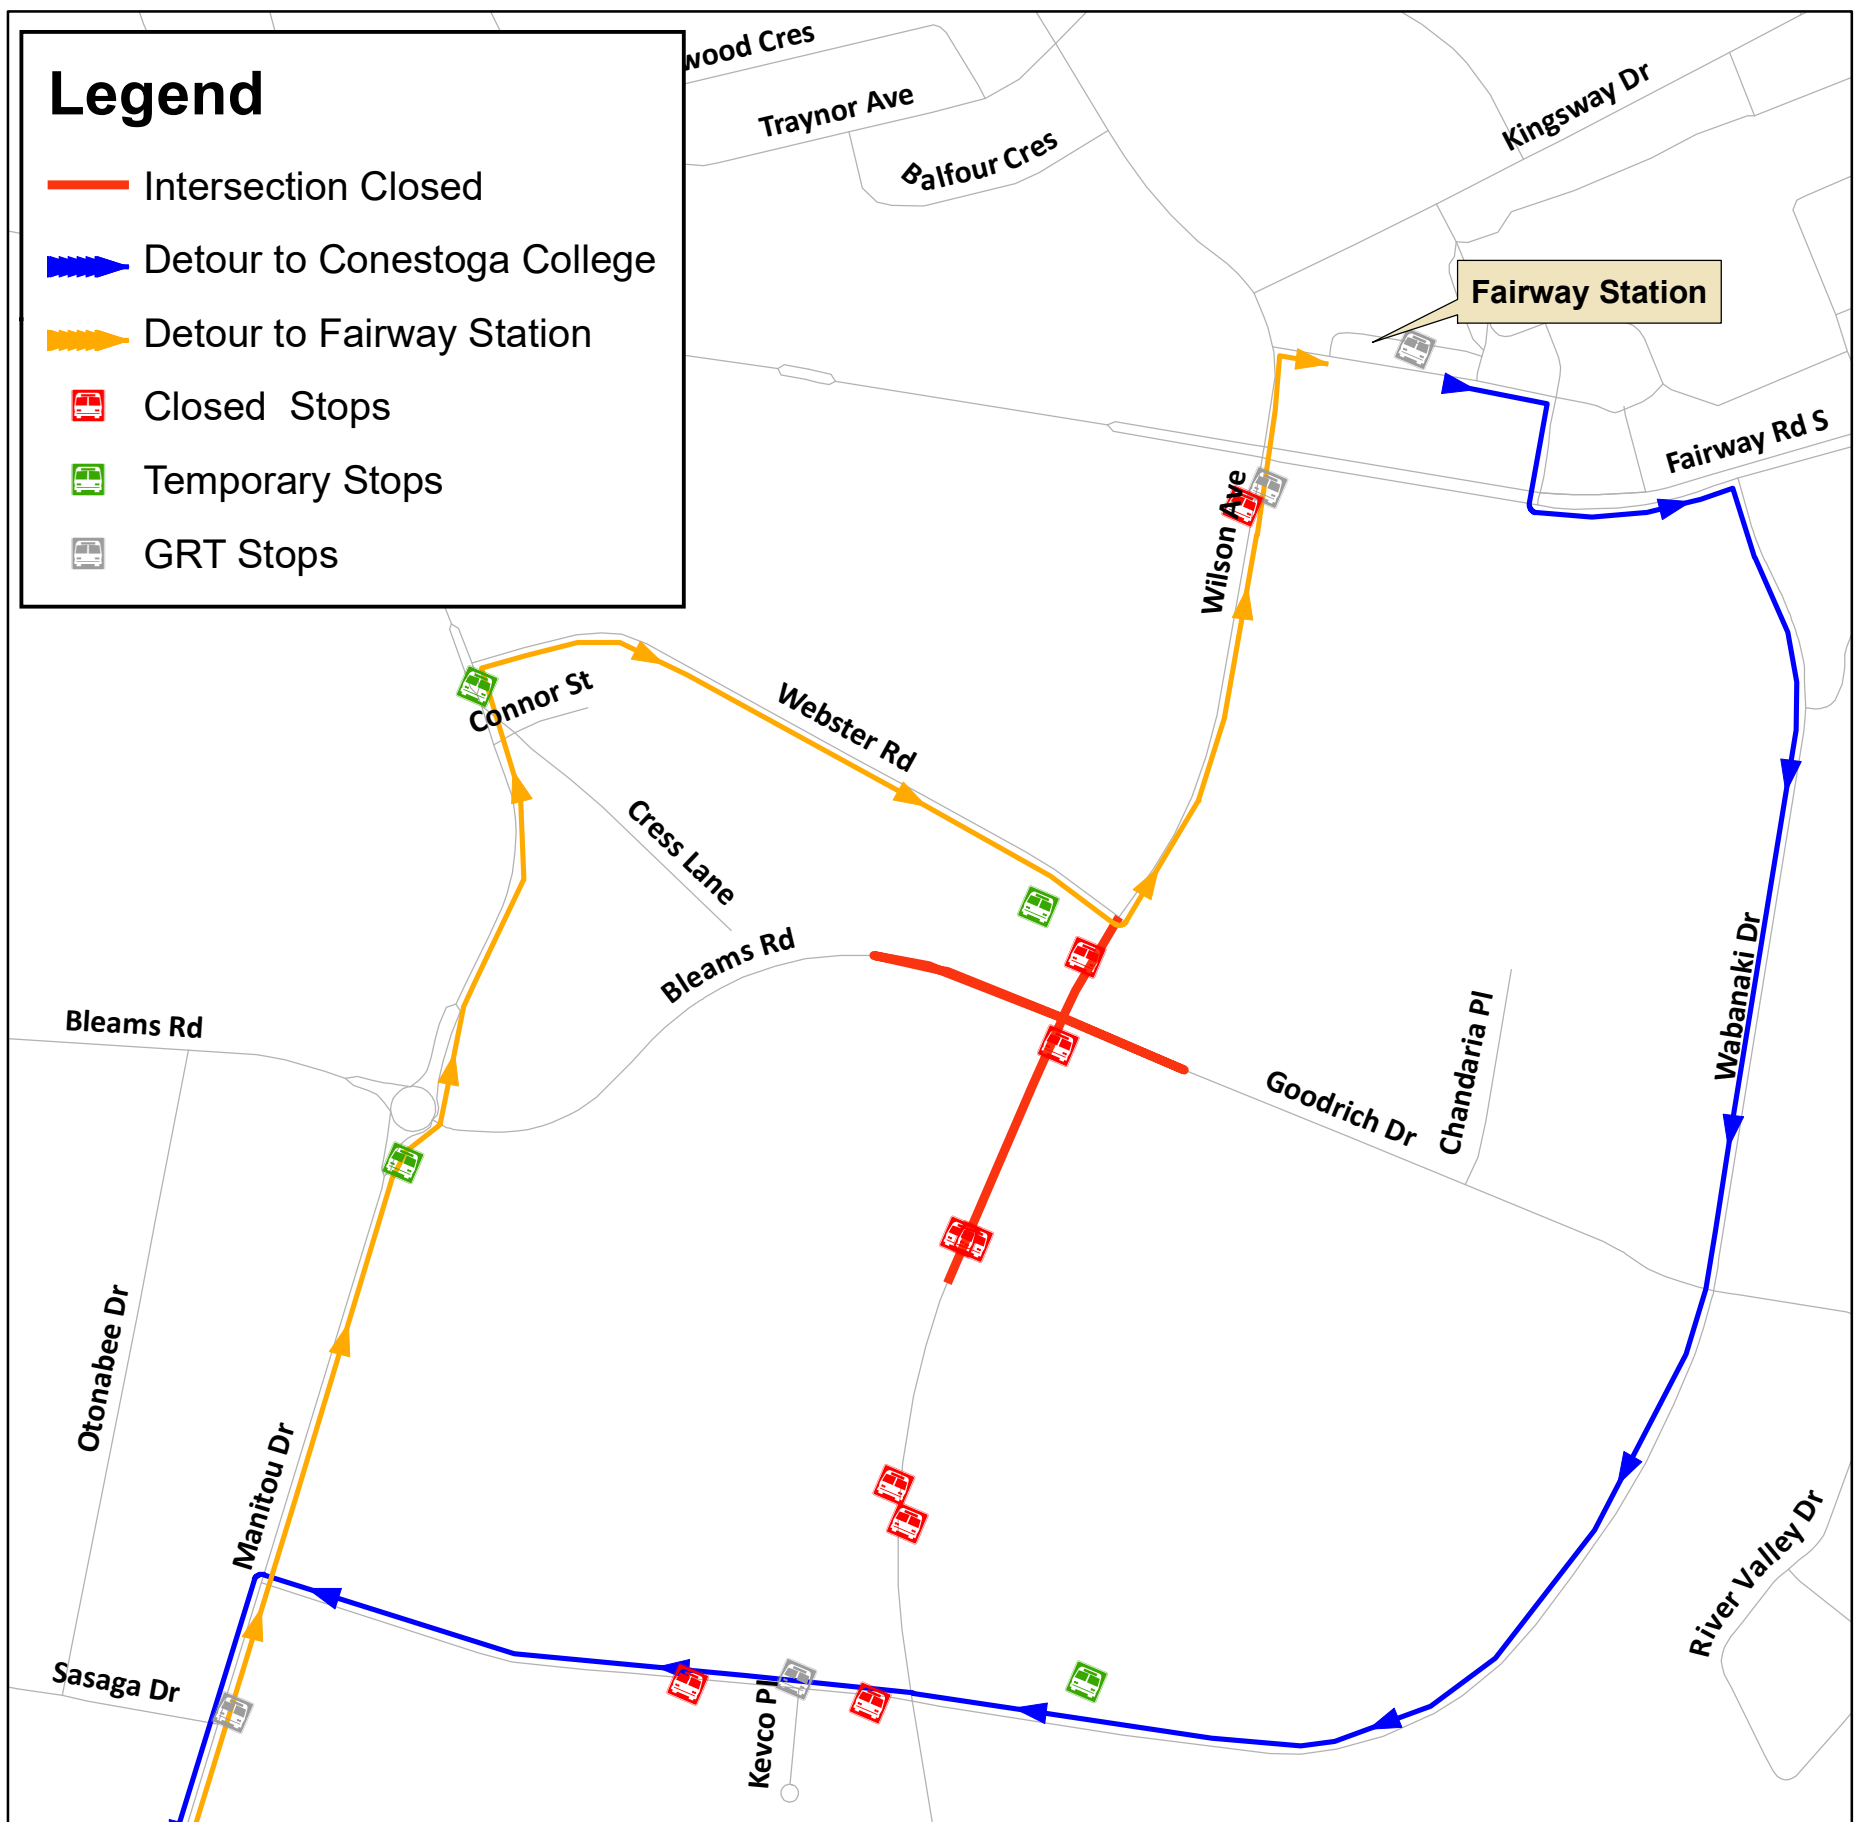 Legend
Intersection Closed
Detour to Conestoga College
Detour to Fairway Station
Closed  Stops
Temporary Stops
GRT Stops
wood Cres
Traynor Ave
Balfour Cres
Kingsway Dr
Fairway Station
Fairway Rd S
Wilson Ave
Connor St
Webster Rd
Cress Lane
Bleams Rd
Bleams Rd
Goodrich Dr
Chandaria Pl
Wabanaki Dr
Otonabee Dr
Manitou Dr
River Valley Dr
Sasaga Dr
Kevco Pl